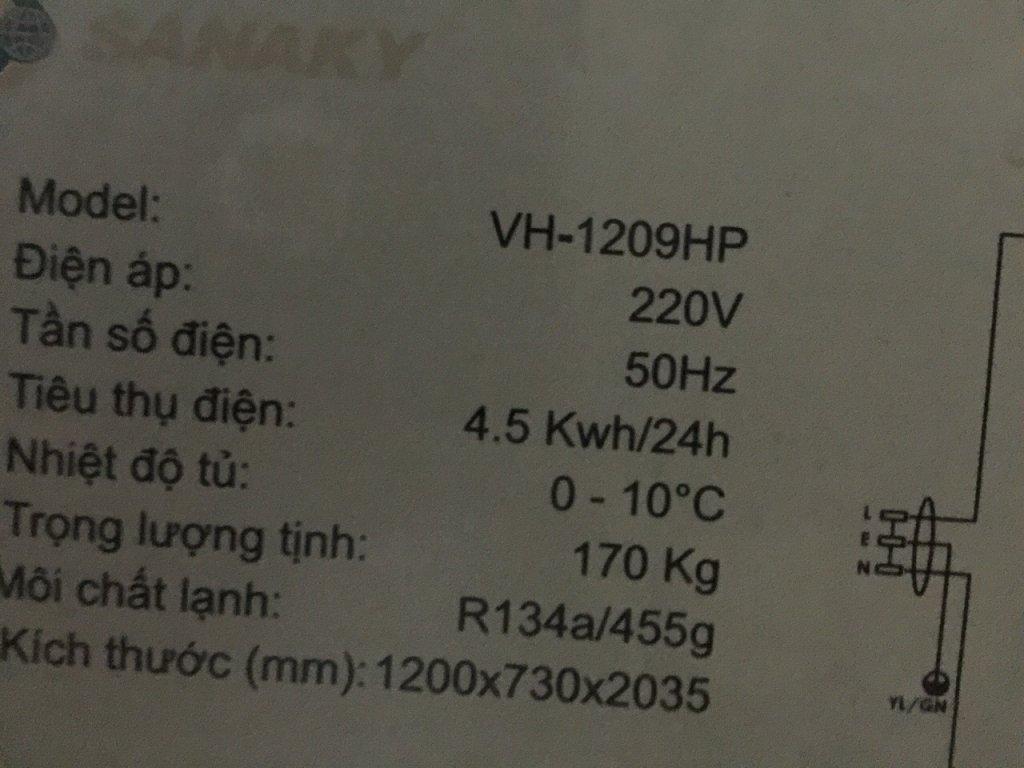 SANAKY
Model: VH-1209HP
Điện áp: 220V
Tần số điện: 50Hz
Tiêu thụ điện: 4.5 Kwh/24h
Nhiệt độ tủ: 0 - 10°C
Trọng lượng tịnh: 170 Kg
Môi chất lạnh: R134a/455g
Kích thước (mm): 1200x730x2035
L
E
N
YL/GN